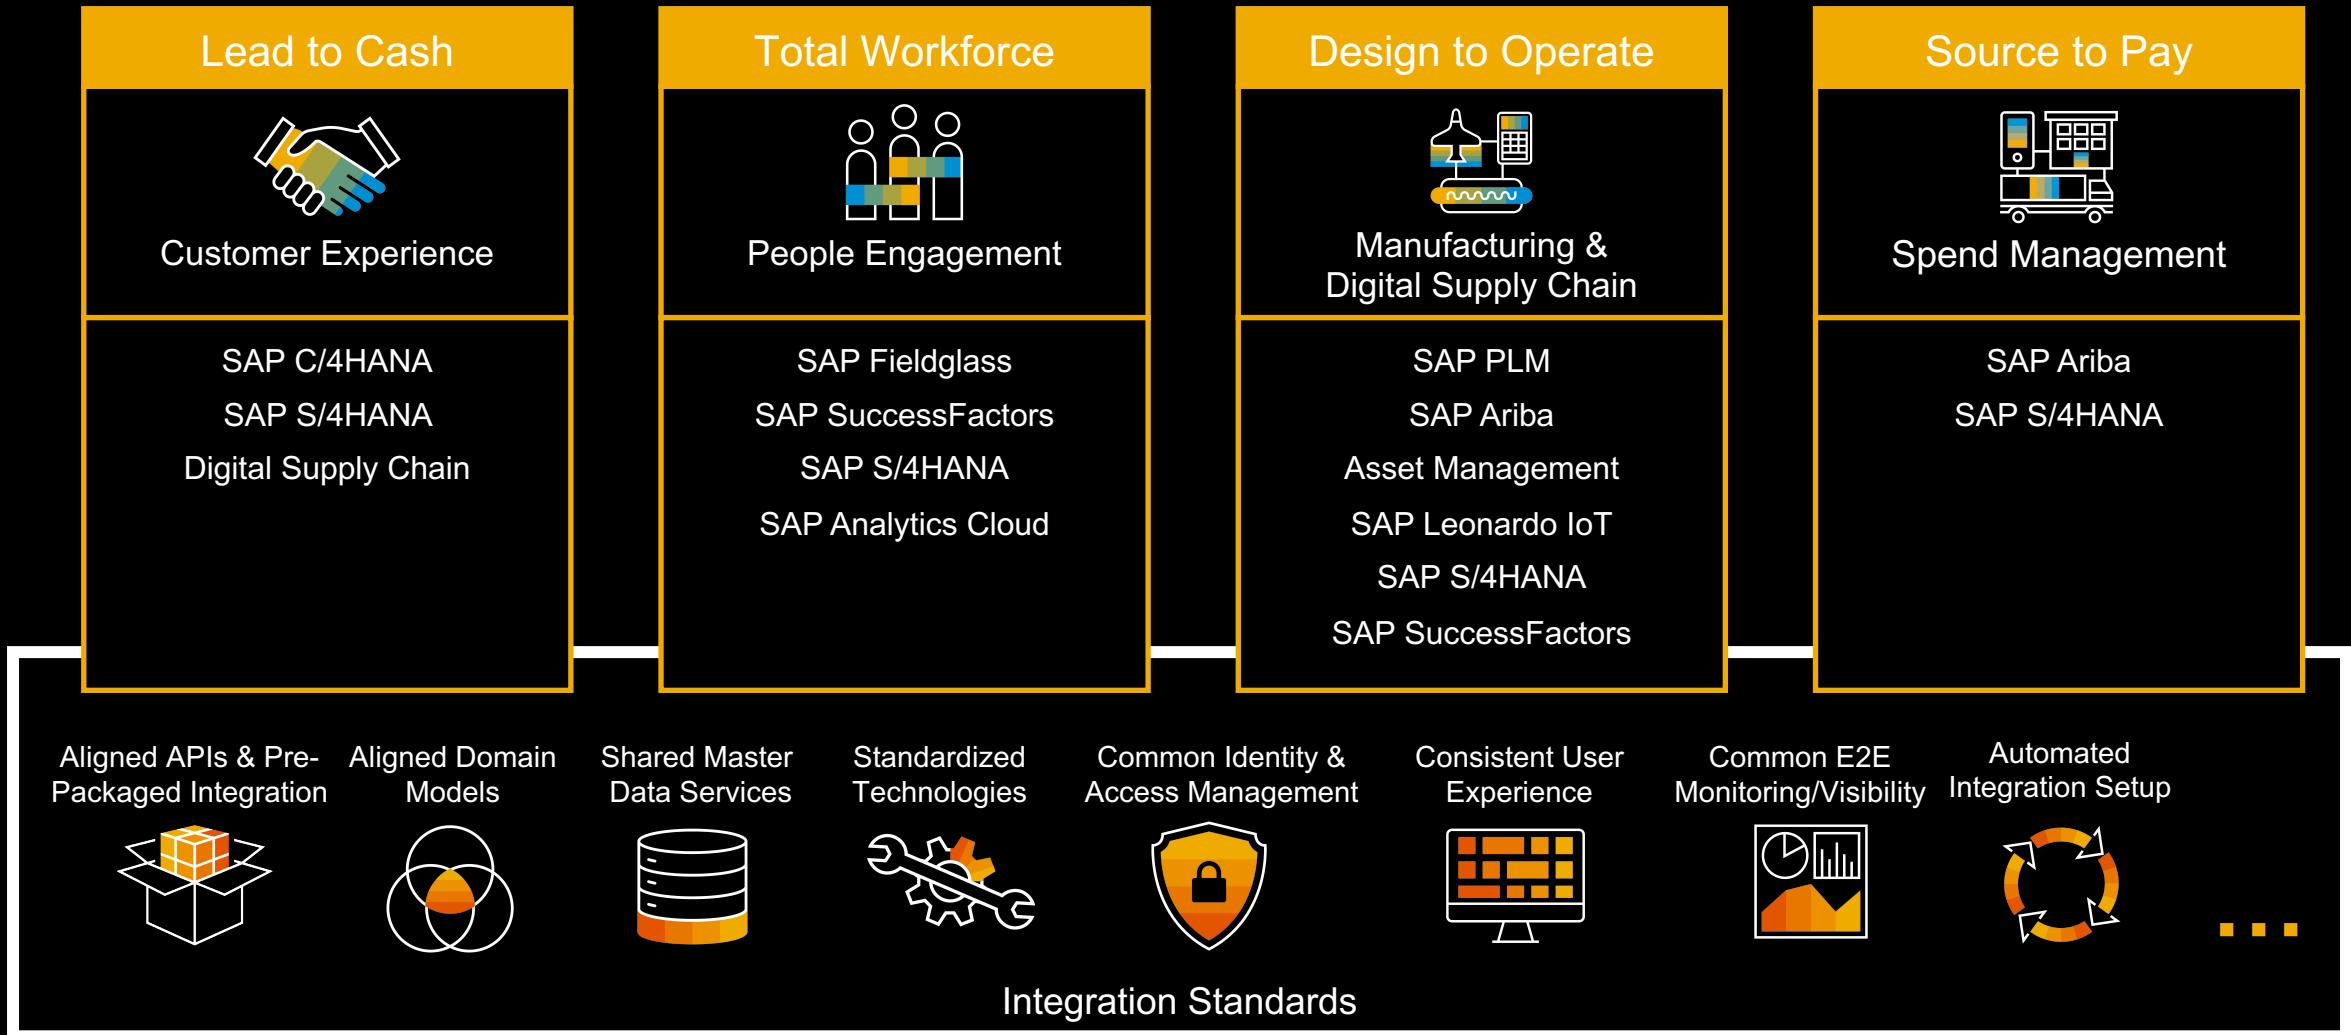 Lead to Cash
Customer Experience
SAP C/4HANA
SAP S/4HANA
Digital Supply Chain
Total Workforce
People Engagement
SAP Fieldglass
SAP SuccessFactors
SAP S/4HANA
SAP Analytics Cloud
Design to Operate
Manufacturing &
Digital Supply Chain
SAP PLM
SAP Ariba
Asset Management
SAP Leonardo IoT
SAP S/4HANA
SAP SuccessFactors
Source to Pay
Spend Management
SAP Ariba
SAP S/4HANA
Aligned APIs & Pre-
Packaged Integration
Aligned Domain
Models
Shared Master
Data Services
Standardized
Technologies
Common Identity &
Access Management
Consistent User
Experience
Common E2E
Monitoring/Visibility
Automated
Integration Setup
...
Integration Standards